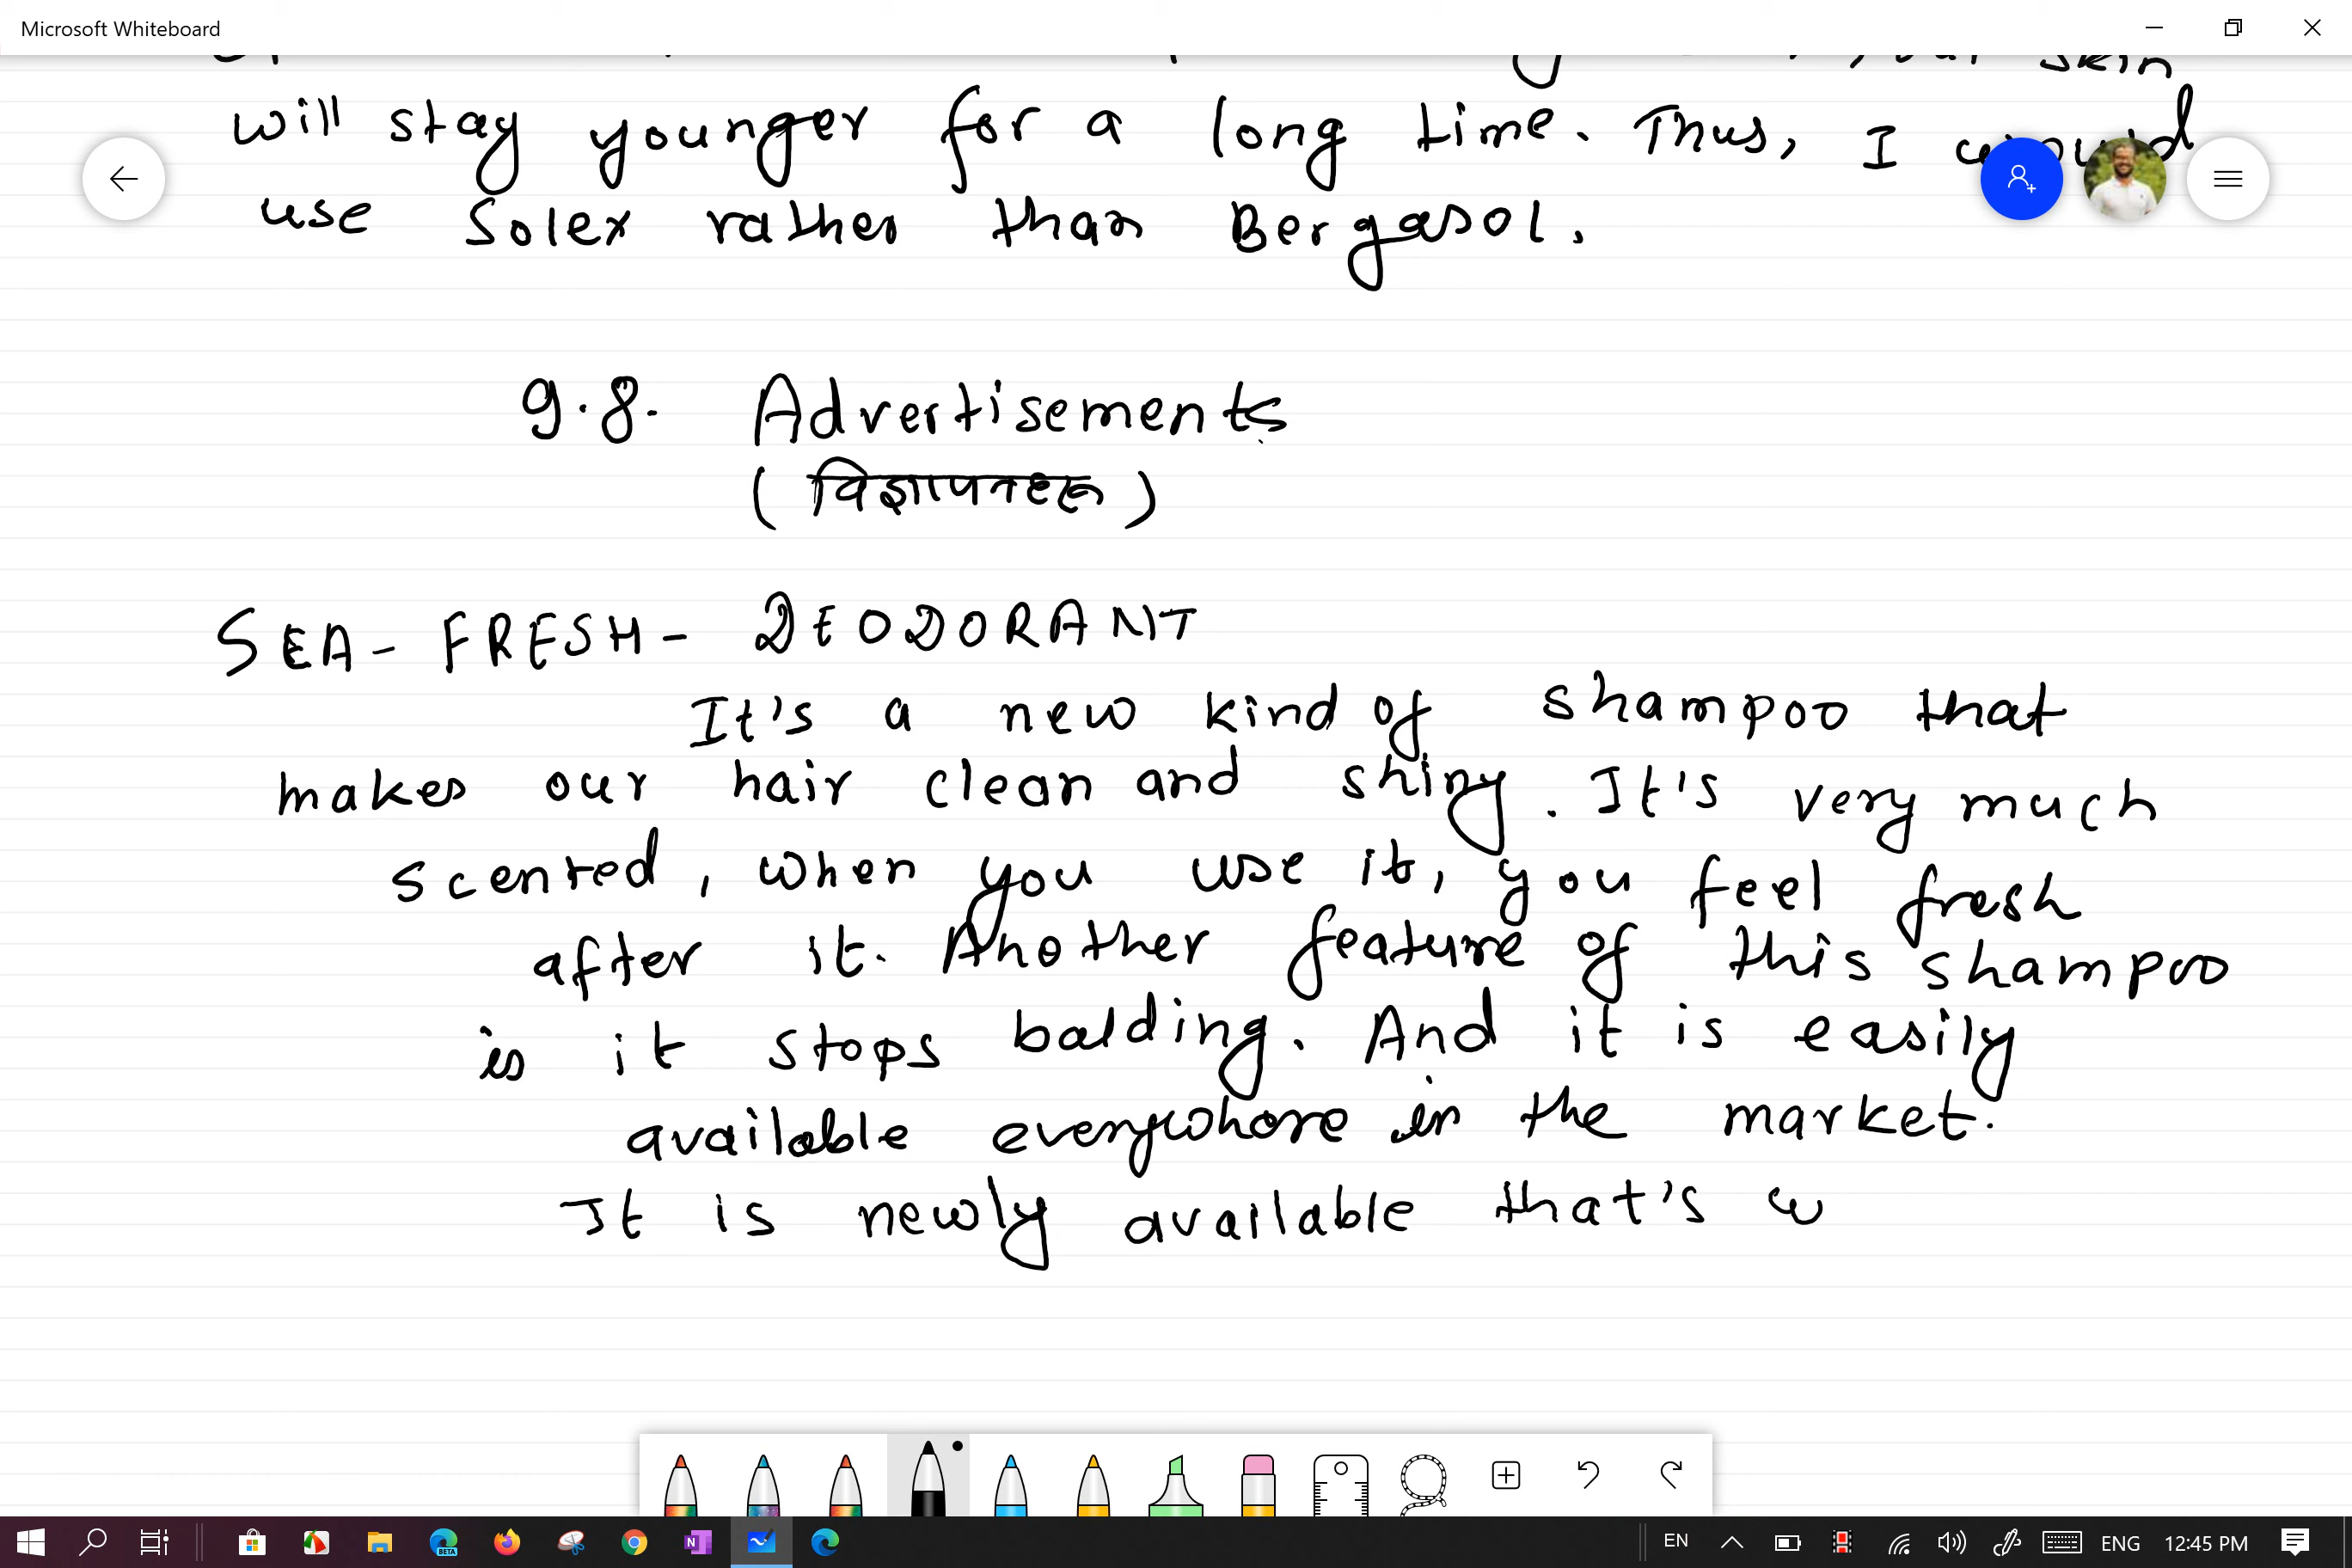 Microsoft Whiteboard
skin
will stay younger for a long time. Thus, I would
use Solex rather than Bergasol.
9.8. Advertisements
(विज्ञापनहरू)
SEA-FRESH- DEODORANT
It's a new kind of shampoo that
makes our hair clean and shiny. It's very much
scented, when you use it, you feel fresh
after it. Another feature of this shampoo
is it stops balding. And it is easily
available everywhere in the market.
It is newly available that's w
EN ENG 12:45 PM